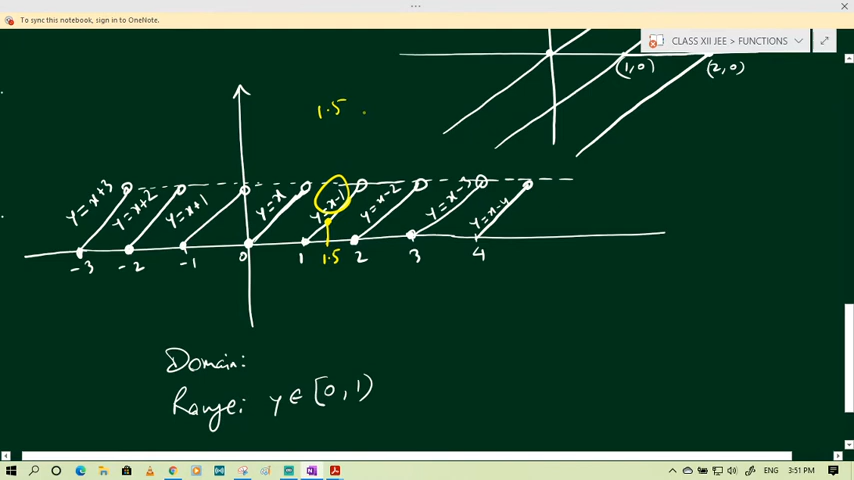 To sync this notebook, sign in to OneNote.
CLASS XII JEE > FUNCTIONS
(1,0) (2,0)
1.5
y=x+3 y=x+2 y=x+1 y=x y=x-1 y=x-2 y=x-3 y=x-4
-3 -2 -1 0 1 1.5 2 3 4
Domain:
Range: y ∈ [0, 1)
ENG 3:51 PM